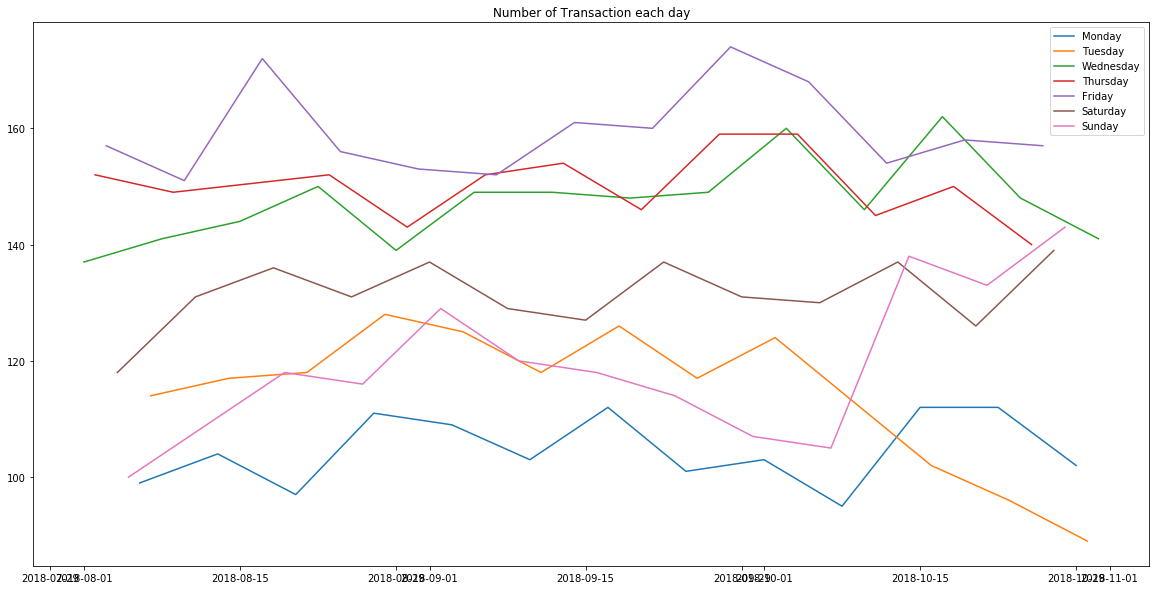 Number of Transaction each day
Monday
Tuesday
Wednesday
Thursday
Friday
Saturday
Sunday
160
140
120
100
2018-08-01 2018-08-15 2018-09-01 2018-09-15 2018-10-01 2018-10-15 2018-11-01